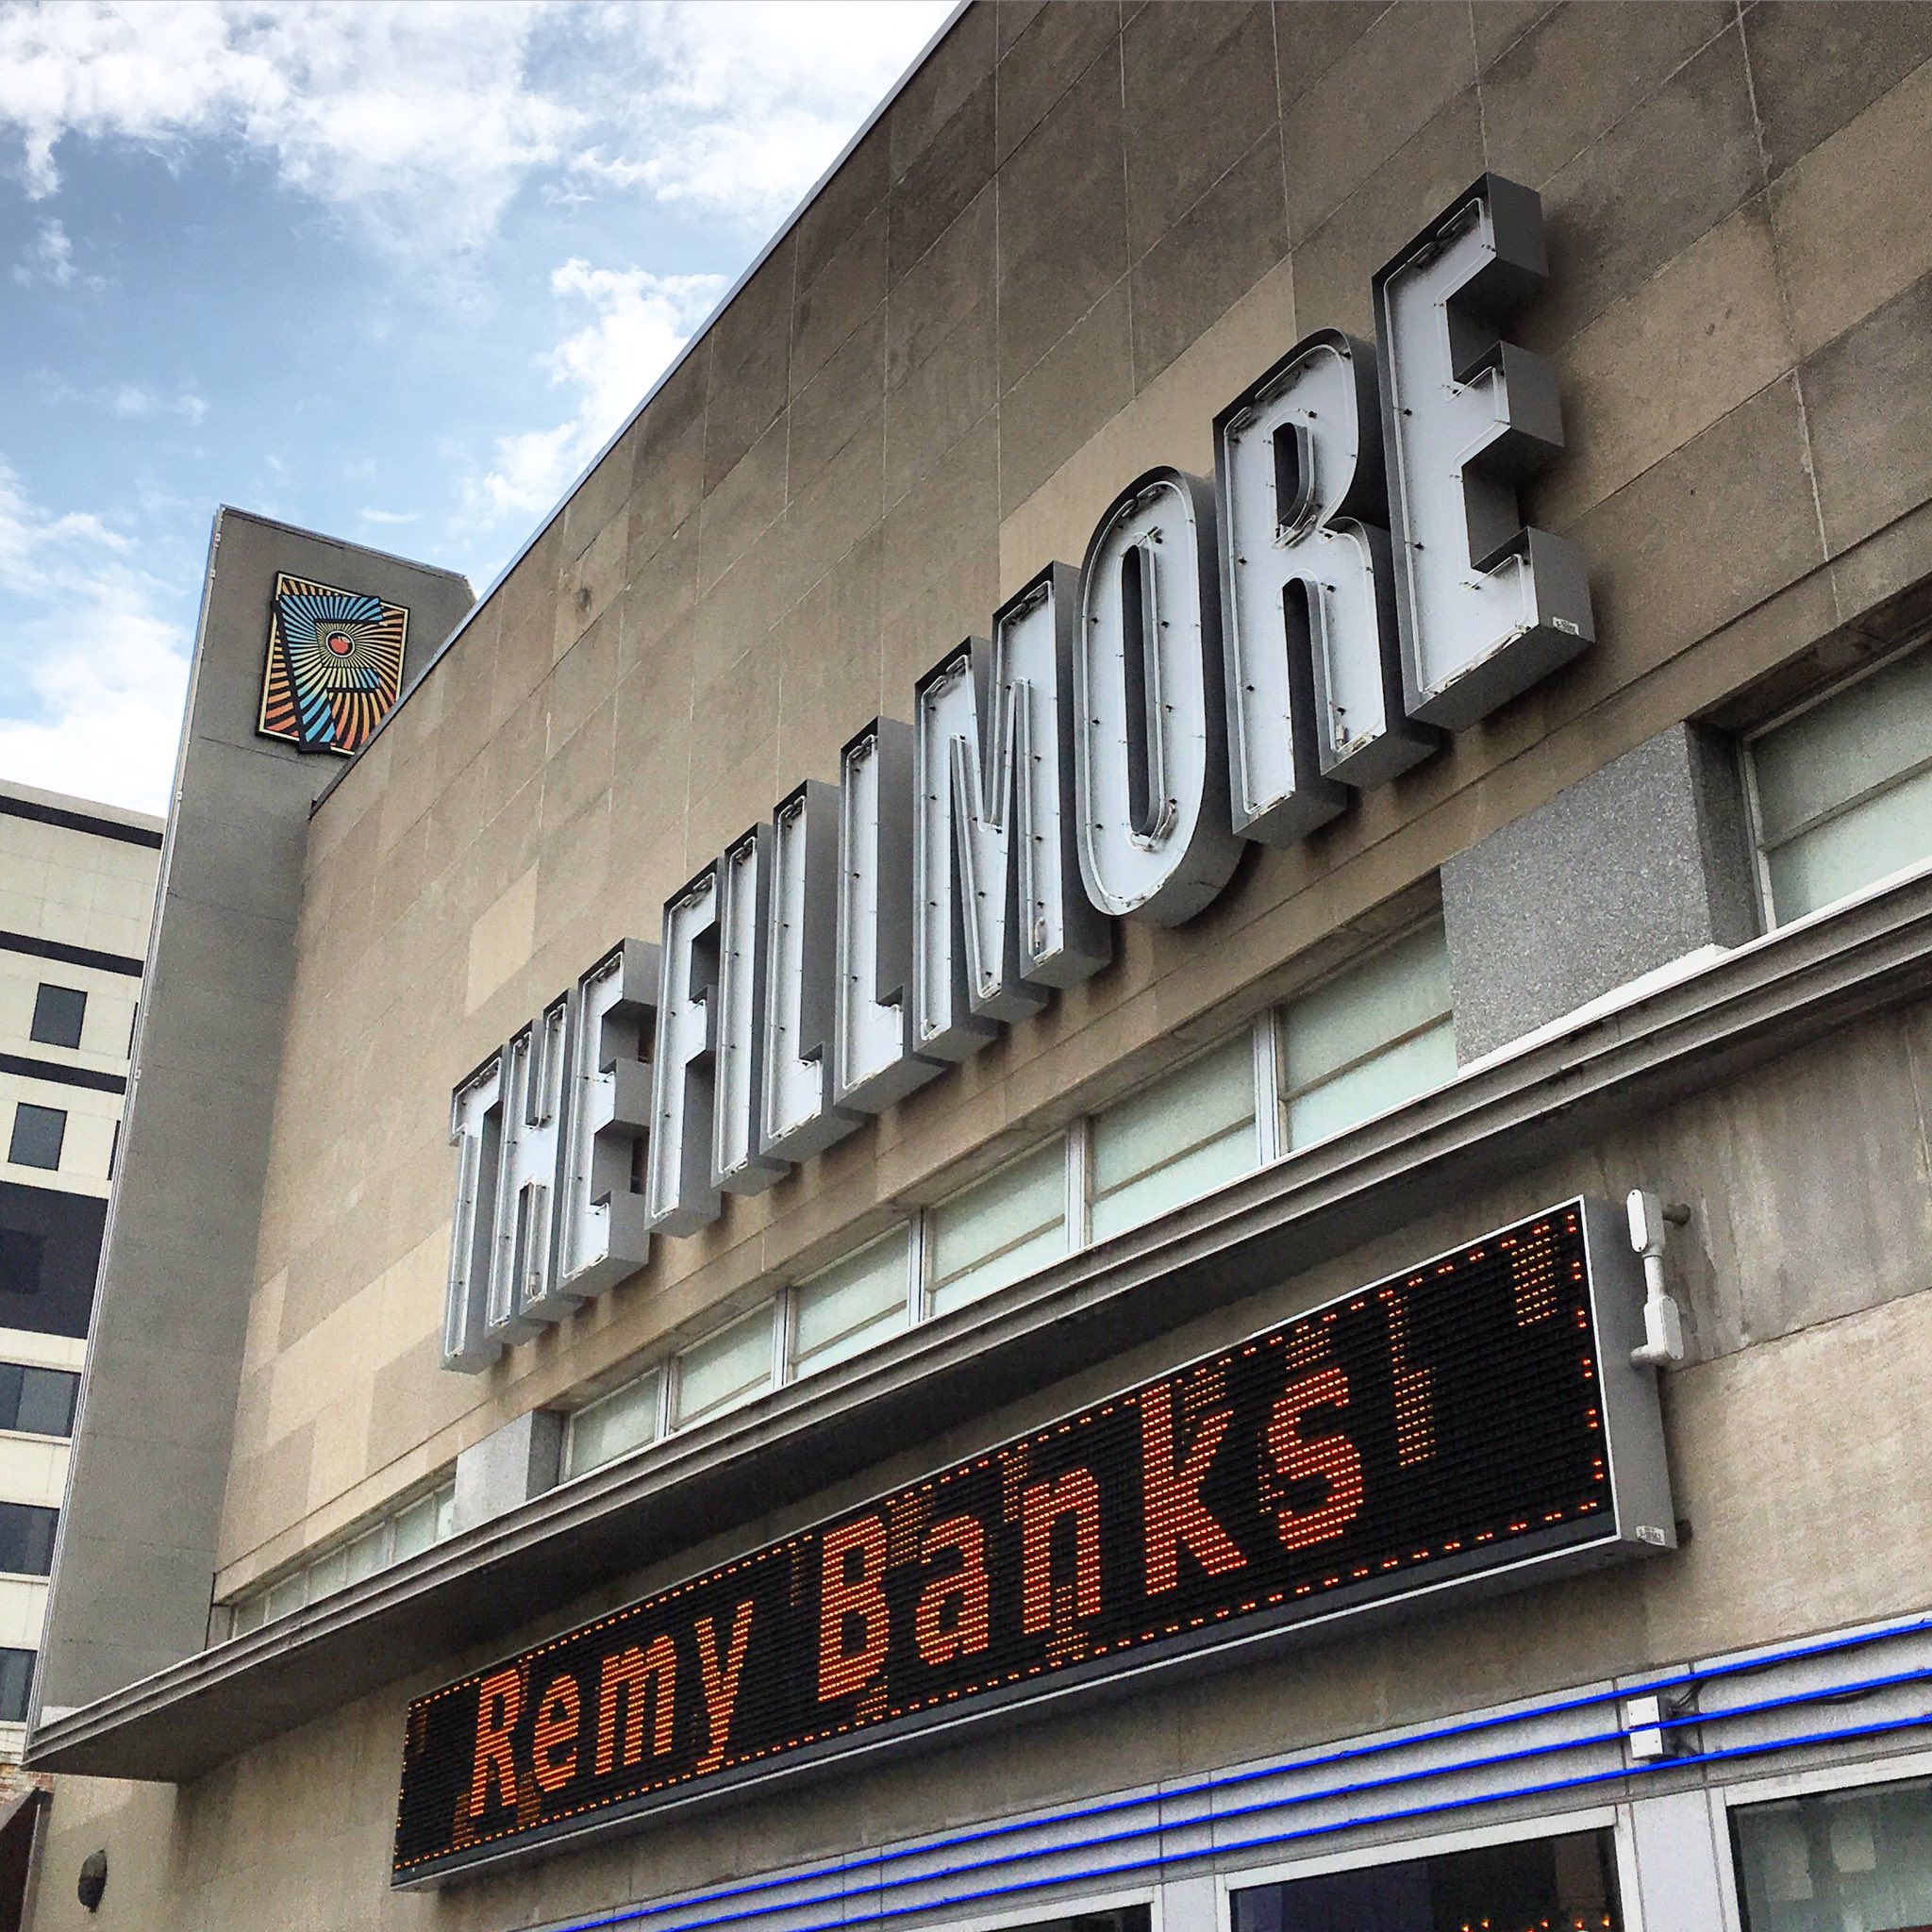 THE FILLMORE
Remy Banks
F